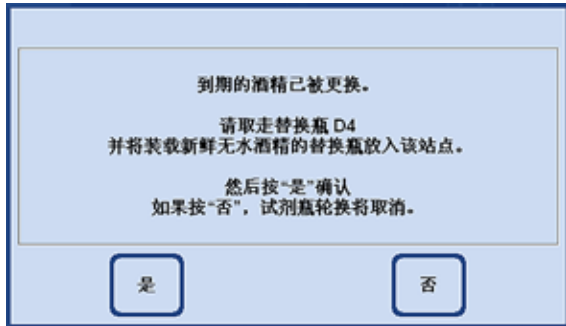 到期的酒精已被更换。
请取走替换瓶 D4
并将装载新鲜无水酒精的替换瓶放入该站点。
然后按“是”确认
如果按“否”，试剂瓶轮换将取消。
是
否